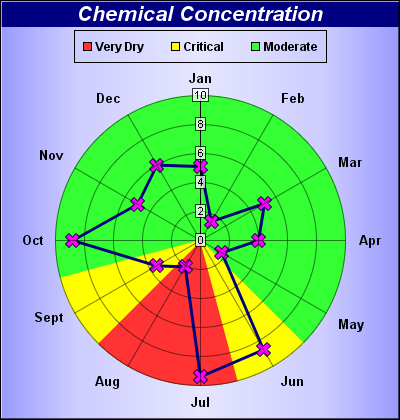 Chemical Concentration
Very Dry Critical Moderate
Jan
Dec Feb
10
8
Nov Mar
6
4
2
Oct 0 Apr
Sept May
Aug Jun
Jul